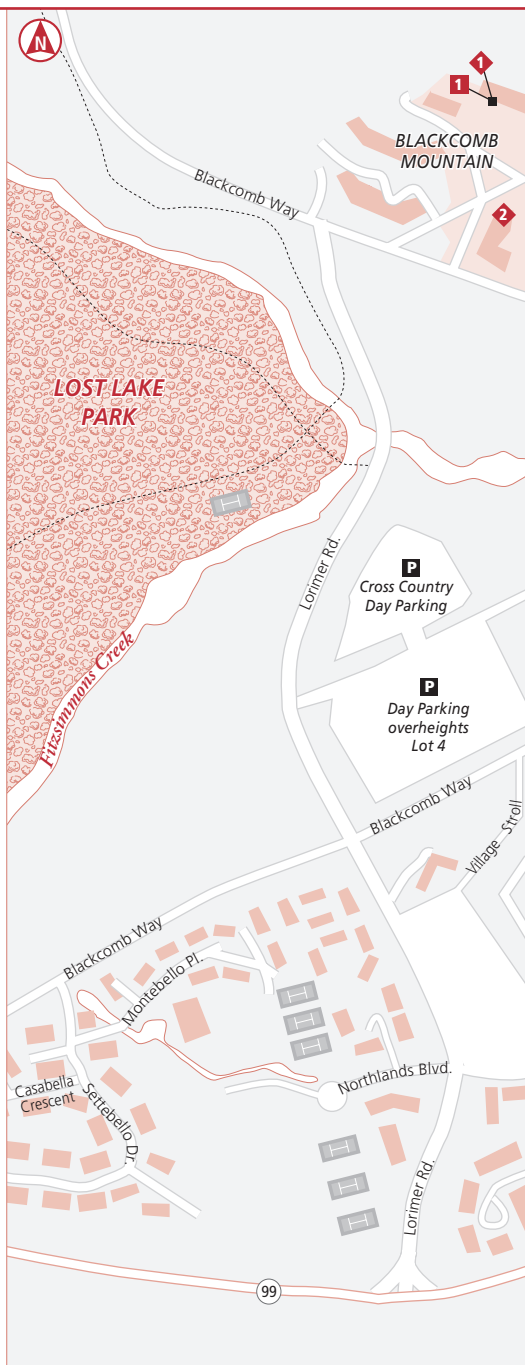 N
1
1
BLACKCOMB
MOUNTAIN
Blackcomb Way
2
LOST LAKE
PARK
Lorimer Rd.
P
Cross Country
Day Parking
Fitzsimmons Creek
P
Day Parking
overheights
Lot 4
Blackcomb Way
Village Stroll
Blackcomb Way
Montebello Pl.
Northlands Blvd.
Casabella
Crescent
Settebello Dr.
Lorimer Rd.
99